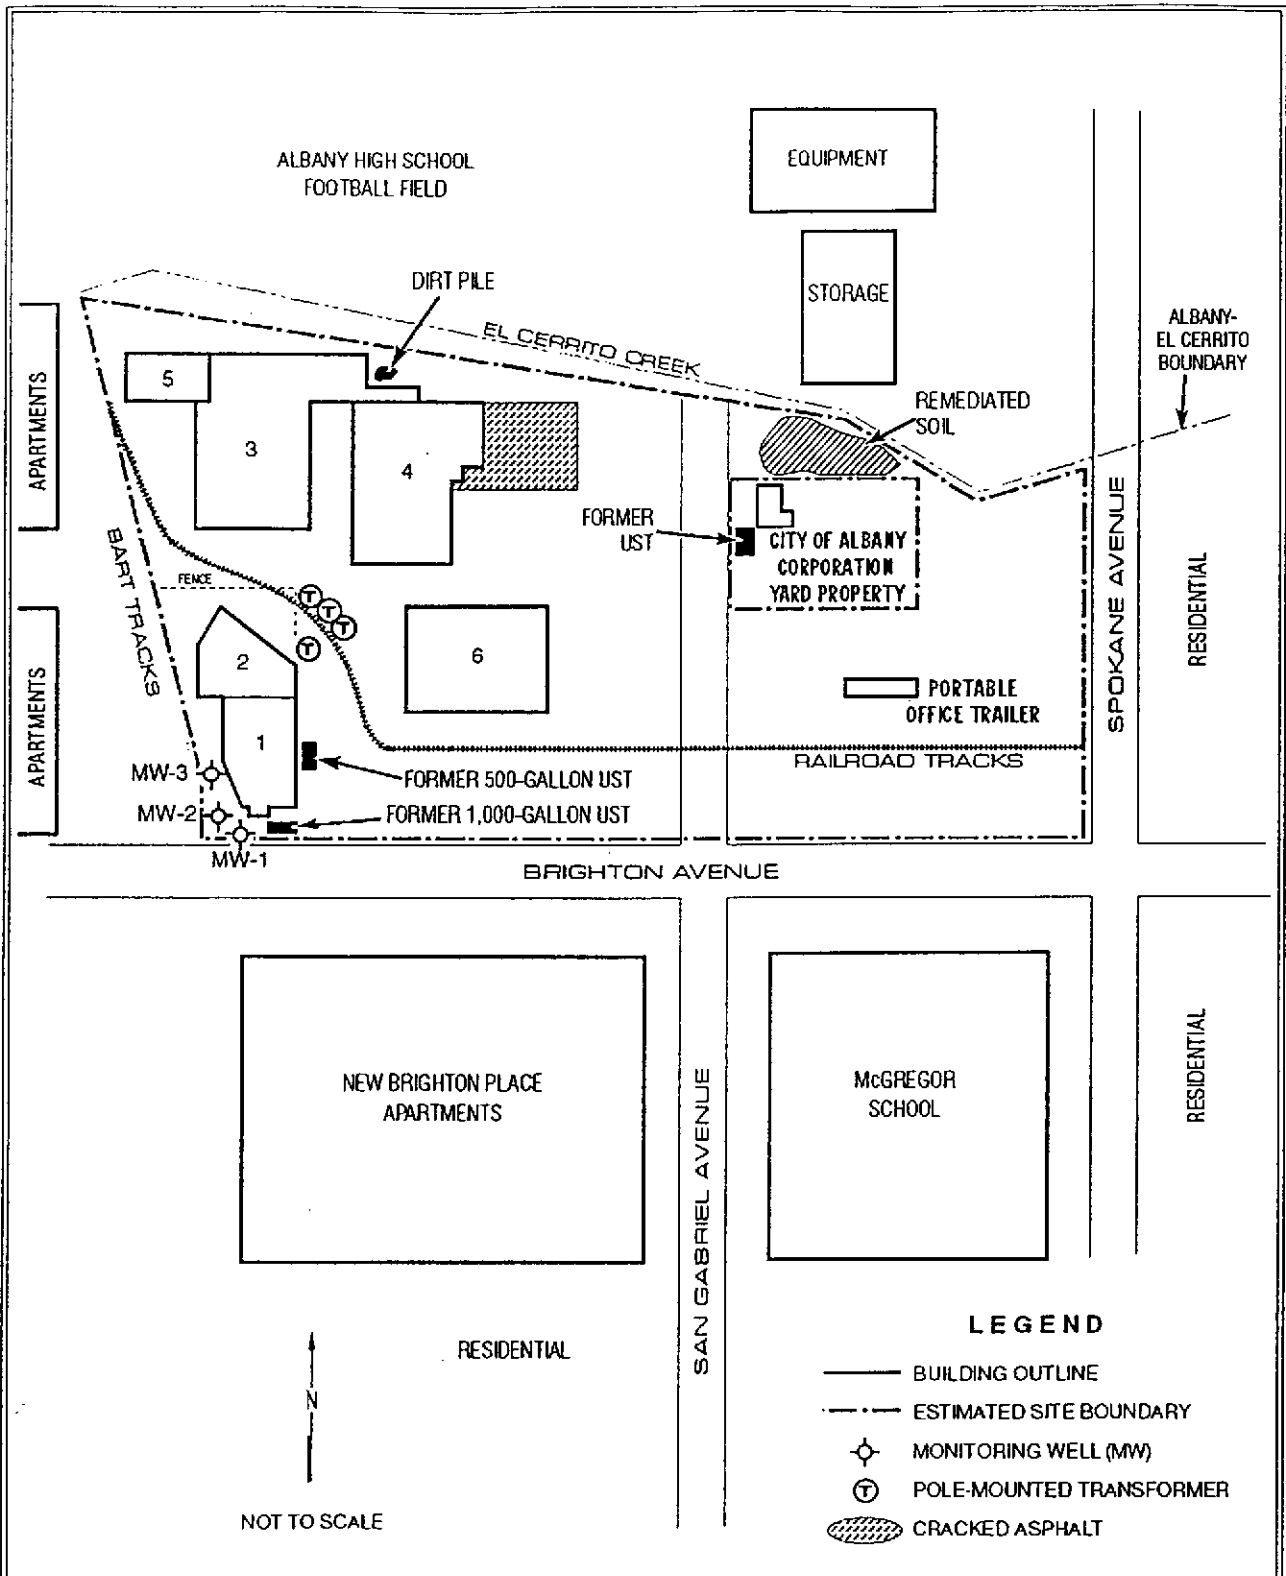 ALBANY HIGH SCHOOL
FOOTBALL FIELD
EQUIPMENT
STORAGE
DIRT PILE
EL CERRITO CREEK
ALBANY-
EL CERRITO
BOUNDARY
REMEDIATED
SOIL
APARTMENTS
5
3
4
FORMER
UST
CITY OF ALBANY
CORPORATION
YARD PROPERTY
SPOKANE AVENUE
RESIDENTIAL
BART TRACKS
FENCE
T
T
T
T
APARTMENTS
2
6
1
PORTABLE
OFFICE TRAILER
RAILROAD TRACKS
MW-3
FORMER 500-GALLON UST
MW-2
FORMER 1,000-GALLON UST
MW-1
BRIGHTON AVENUE
NEW BRIGHTON PLACE
APARTMENTS
SAN GABRIEL AVENUE
McGREGOR
SCHOOL
RESIDENTIAL
RESIDENTIAL
N
NOT TO SCALE
LEGEND
BUILDING OUTLINE
ESTIMATED SITE BOUNDARY
MONITORING WELL (MW)
T POLE-MOUNTED TRANSFORMER
CRACKED ASPHALT